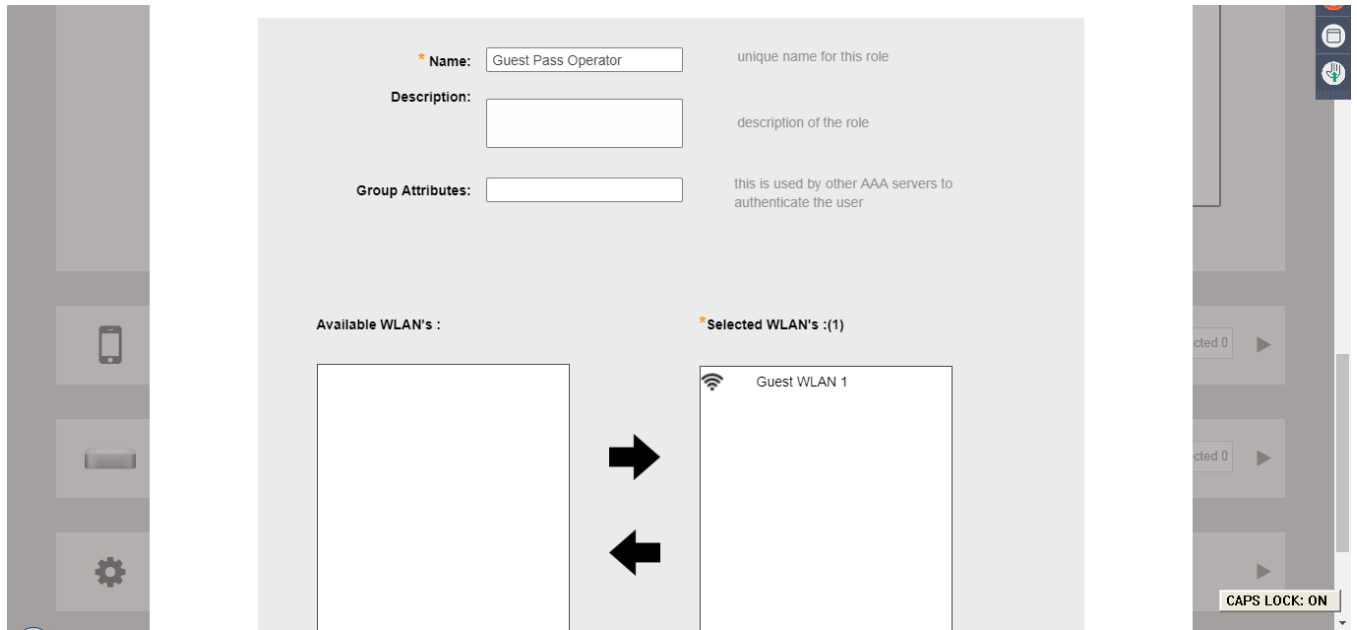 * Name:
Guest Pass Operator
unique name for this role
Description:
description of the role
Group Attributes:
this is used by other AAA servers to
authenticate the user
Available WLAN's :
*Selected WLAN's :(1)
Guest WLAN 1
cted 0
cted 0
CAPS LOCK: ON